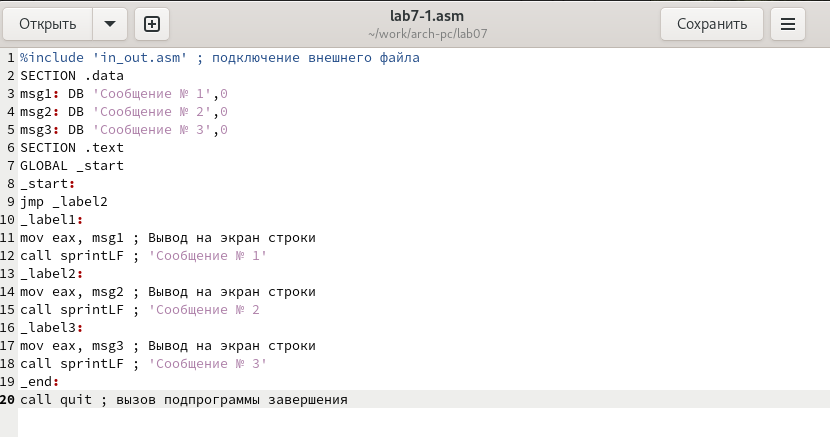 Открыть
lab7-1.asm
~/work/arch-pc/lab07
Сохранить
1 %include 'in_out.asm' ; подключение внешнего файла
2 SECTION .data
3 msg1: DB 'Сообщение № 1',0
4 msg2: DB 'Сообщение № 2',0
5 msg3: DB 'Сообщение № 3',0
6 SECTION .text
7 GLOBAL _start
8 _start:
9 jmp _label2
10 _label1:
11 mov eax, msg1 ; Вывод на экран строки
12 call sprintLF ; 'Сообщение № 1'
13 _label2:
14 mov eax, msg2 ; Вывод на экран строки
15 call sprintLF ; 'Сообщение № 2
16 _label3:
17 mov eax, msg3 ; Вывод на экран строки
18 call sprintLF ; 'Сообщение № 3'
19 _end:
20 call quit ; вызов подпрограммы завершения